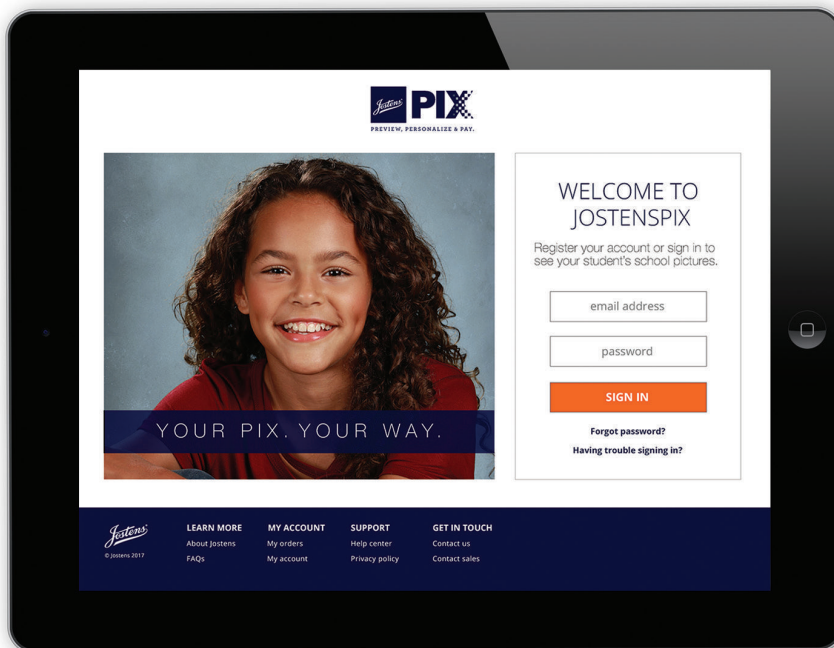 Jostens PIX
PREVIEW, PERSONALIZE & PAY.
YOUR PIX. YOUR WAY.
WELCOME TO
JOSTENSPIX
Register your account or sign in to
see your student's school pictures.
email address
password
SIGN IN
Forgot password?
Having trouble signing in?
Jostens
© Jostens 2017
LEARN MORE
About Jostens
FAQs
MY ACCOUNT
My orders
My account
SUPPORT
Help center
Privacy policy
GET IN TOUCH
Contact us
Contact sales